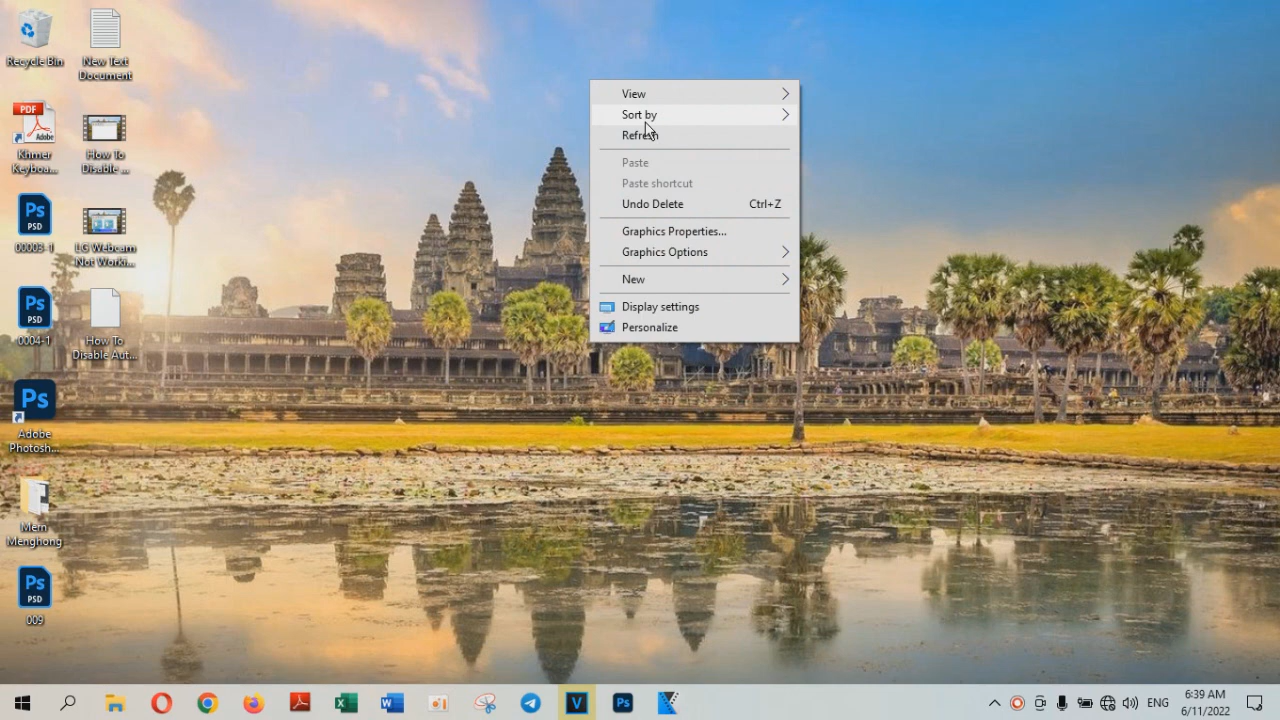 Recycle Bin
New Text
Document
PDF
Adobe
Khmer
Keyboa...
How To
Disable ...
Ps
PSD
00003-1
LG Webcam
Not Worki...
Ps
PSD
0004-1
How To
Disable Aut...
Ps
Adobe
Photosh...
Mem
Menghong
Ps
PSD
009
View
Sort by
Refresh
Paste
Paste shortcut
Undo Delete Ctrl+Z
Graphics Properties...
Graphics Options
New
Display settings
Personalize
V
Ps
ENG
6:39 AM
6/11/2022